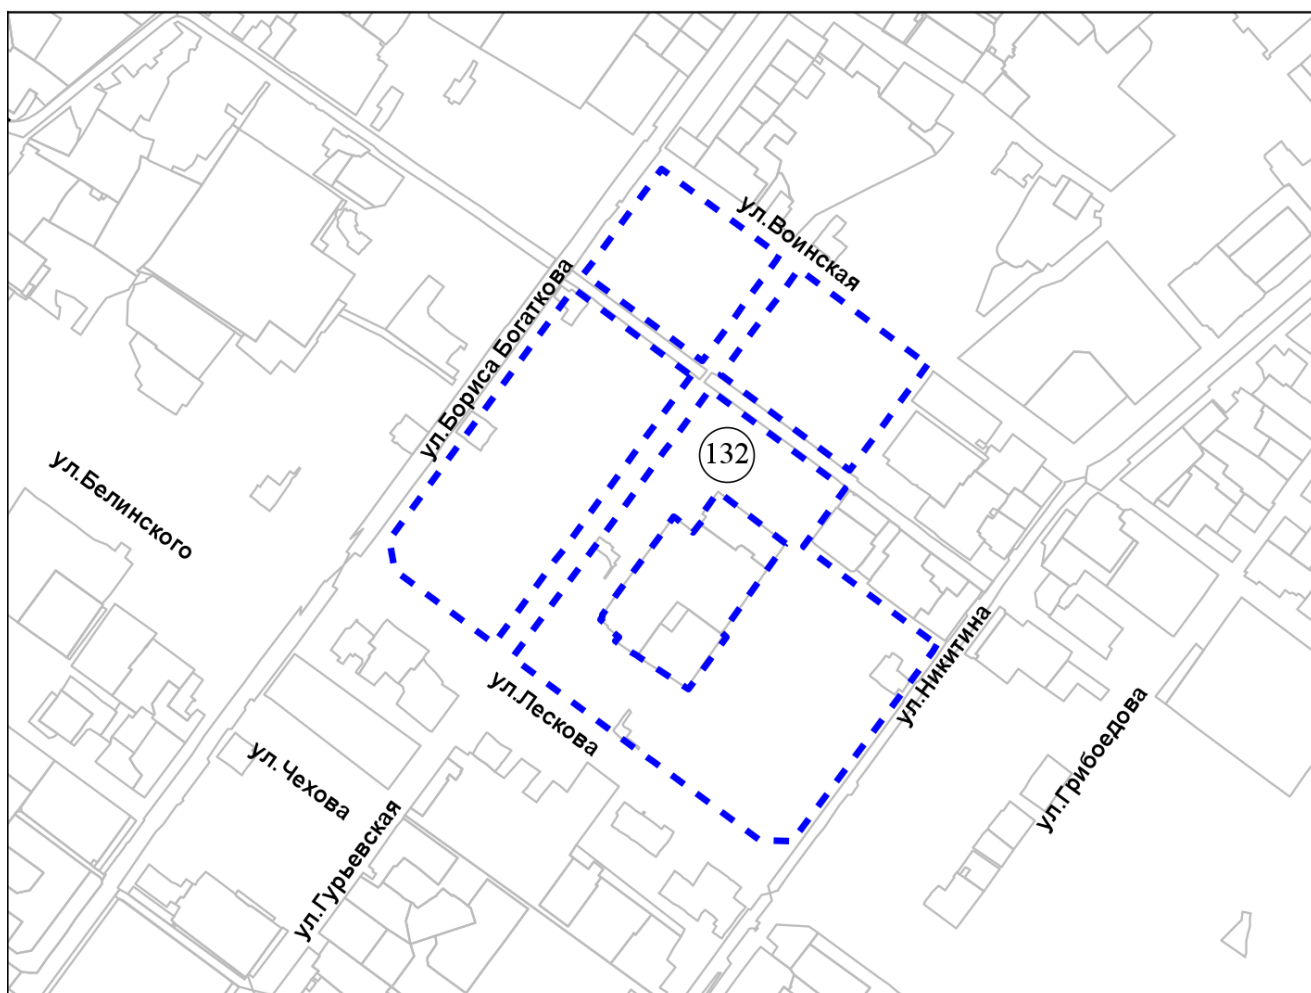 ул.Воинская
ул.Бориса Богаткова
132
ул.Белинского
ул.Никитина
ул.Лескова
ул.Грибоедова
ул.Чехова
ул.Гурьевская